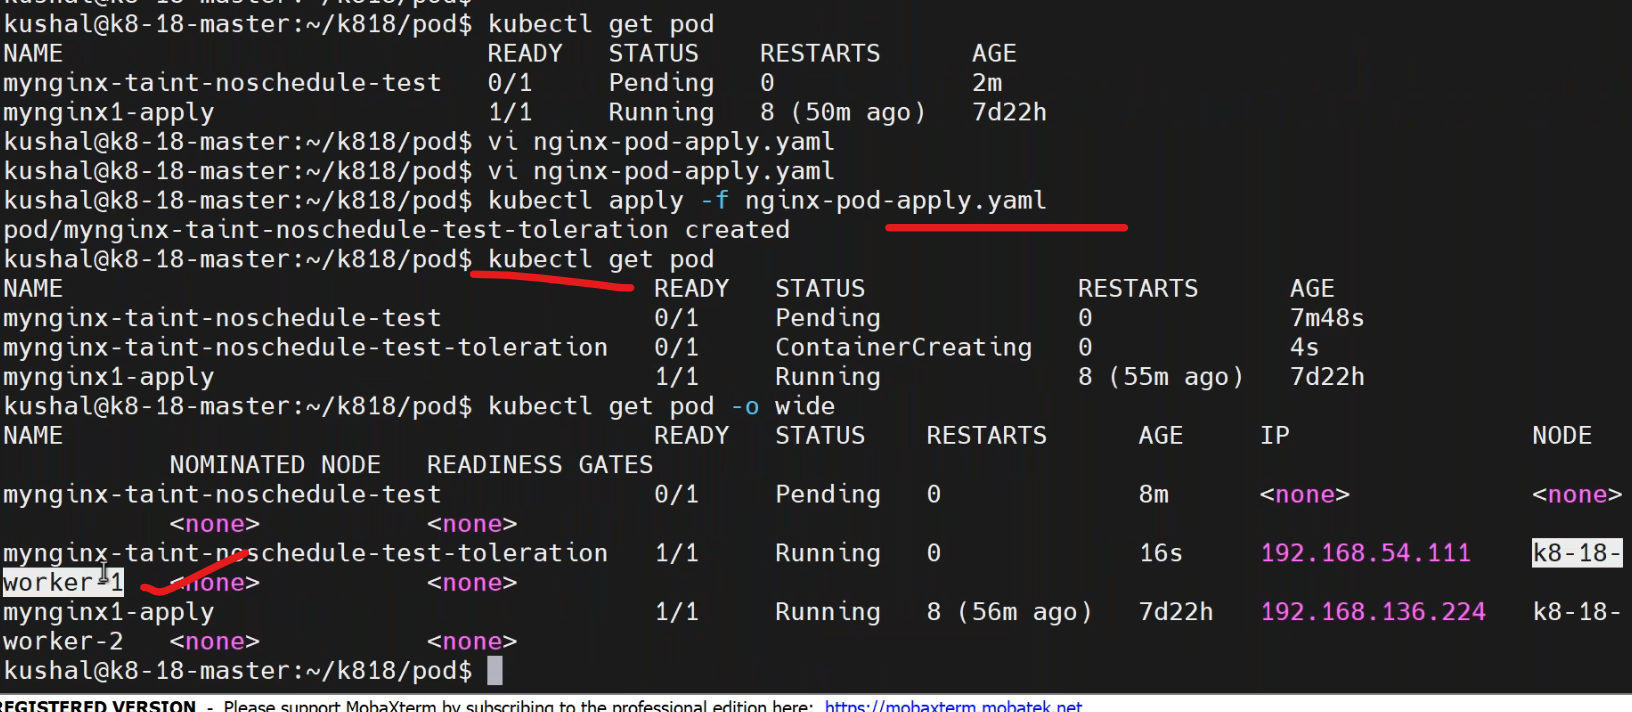 kushal@k8-18-master:~/k818/pod$ kubectl get pod
NAME READY STATUS RESTARTS AGE
mynginx-taint-noschedule-test 0/1 Pending 0 2m
mynginx1-apply 1/1 Running 8 (50m ago) 7d22h
kushal@k8-18-master:~/k818/pod$ vi nginx-pod-apply.yaml
kushal@k8-18-master:~/k818/pod$ vi nginx-pod-apply.yaml
kushal@k8-18-master:~/k818/pod$ kubectl apply -f nginx-pod-apply.yaml
pod/mynginx-taint-noschedule-test-toleration created
kushal@k8-18-master:~/k818/pod$ kubectl get pod
NAME READY STATUS RESTARTS AGE
mynginx-taint-noschedule-test 0/1 Pending 0 7m48s
mynginx-taint-noschedule-test-toleration 0/1 ContainerCreating 0 4s
mynginx1-apply 1/1 Running 8 (55m ago) 7d22h
kushal@k8-18-master:~/k818/pod$ kubectl get pod -o wide
NAME READY STATUS RESTARTS AGE IP NODE
NOMINATED NODE READINESS GATES
mynginx-taint-noschedule-test 0/1 Pending 0 8m <none> <none>
<none> <none>
mynginx-taint-noschedule-test-toleration 1/1 Running 0 16s 192.168.54.111 k8-18-
worker-1 <none> <none>
mynginx1-apply 1/1 Running 8 (56m ago) 7d22h 192.168.136.224 k8-18-
worker-2 <none> <none>
kushal@k8-18-master:~/k818/pod$
REGISTERED VERSION - Please support MobaXterm by subscribing to the professional edition here: https://mobaxterm.mobatek.net